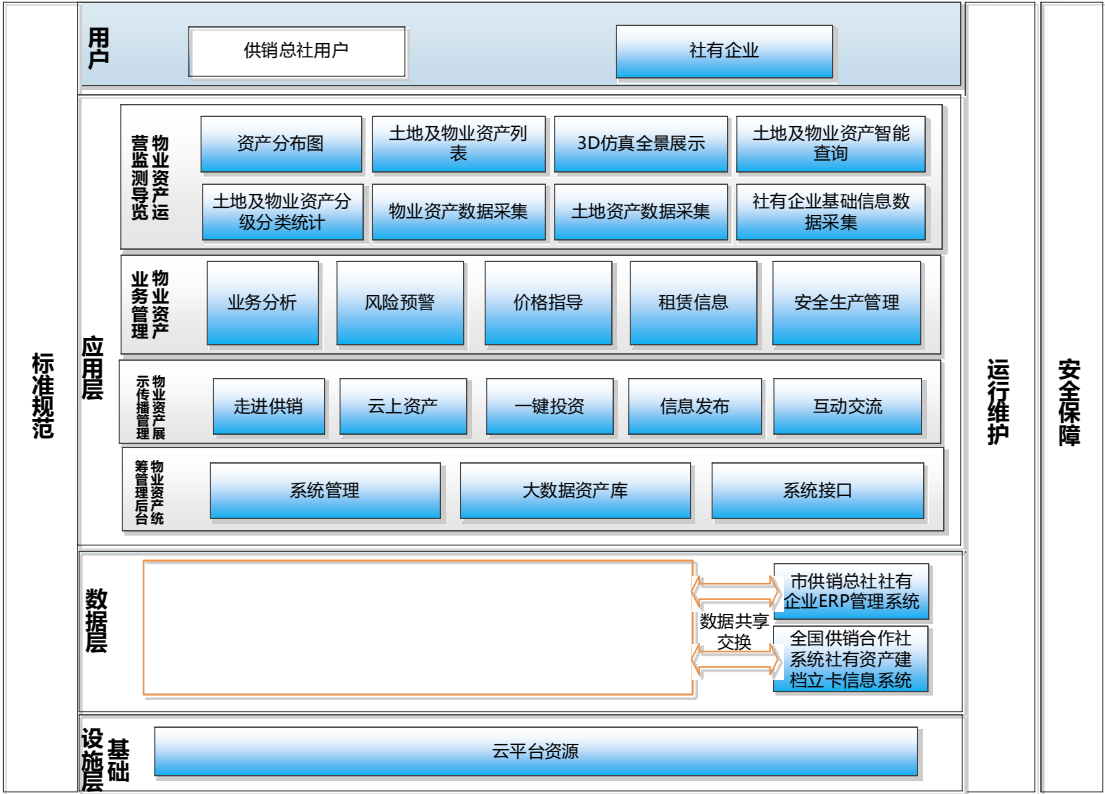 用户
供销总社用户
社有企业
标准规范
应用层
物业资产运
营监测导览
资产分布图
土地及物业资产列
表
3D仿真全景展示
土地及物业资产智能
查询
土地及物业资产分
级分类统计
物业资产数据采集
土地资产数据采集
社有企业基础信息数
据采集
物业资产
业务管理
业务分析
风险预警
价格指导
租赁信息
安全生产管理
物业资产展
示传播管理
走进供销
云上资产
一键投资
信息发布
互动交流
物业资产统
筹管理后台
系统管理
大数据资产库
系统接口
数据层
数据共享
交换
市供销总社社有
企业ERP管理系统
全国供销合作社
系统社有资产建
档立卡信息系统
基础
设施层
云平台资源
运行维护
安全保障